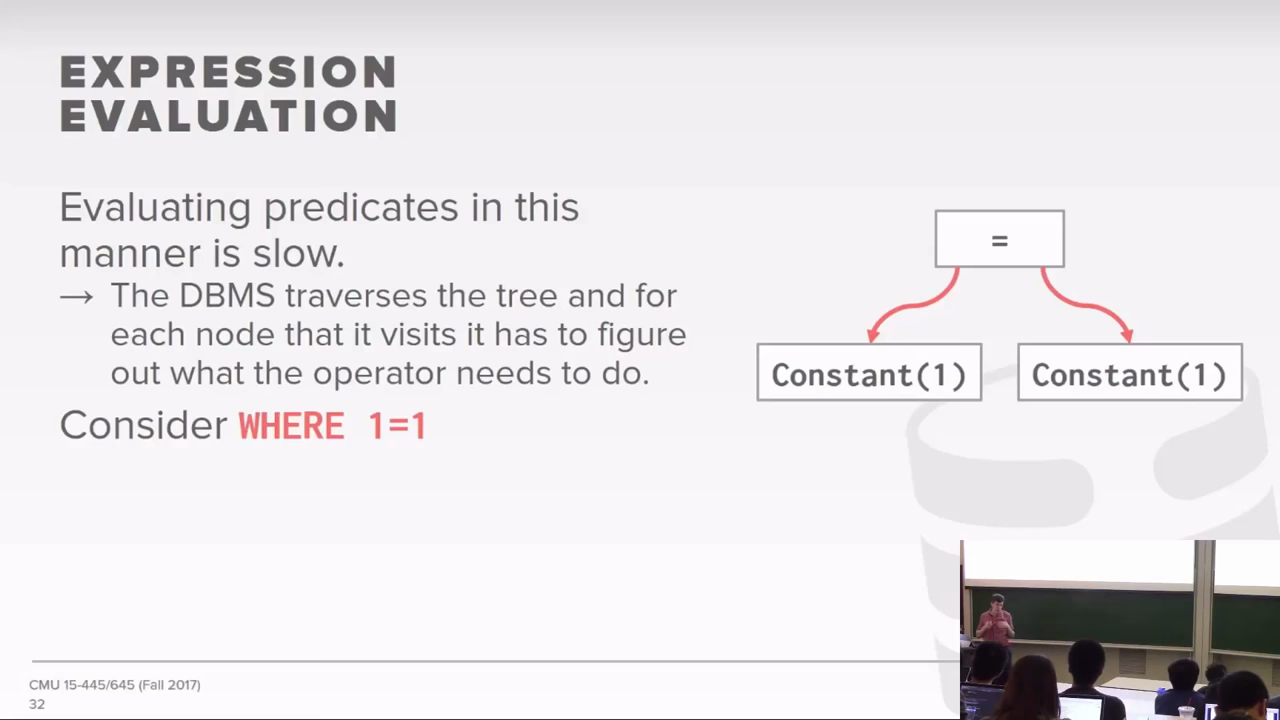 EXPRESSION
EVALUATION
Evaluating predicates in this
manner is slow.
→ The DBMS traverses the tree and for
each node that it visits it has to figure
out what the operator needs to do.
Consider WHERE 1=1
=
Constant(1) Constant(1)
CMU 15-445/645 (Fall 2017)
32